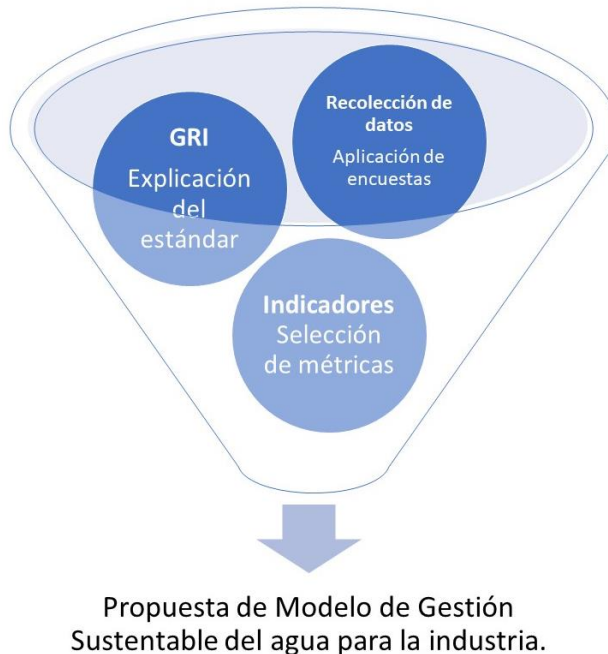 GRI
Explicación
del
estándar
Recolección de
datos
Aplicación de
encuestas
Indicadores
Selección
de métricas
Propuesta de Modelo de Gestión
Sustentable del agua para la industria.